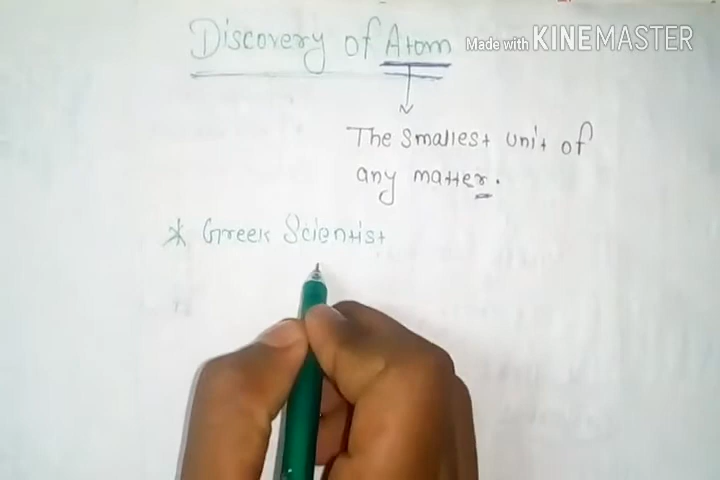 Discovery of Atom
Made with KINEMASTER
The smallest unit of
any matter.
* Greek Scientist